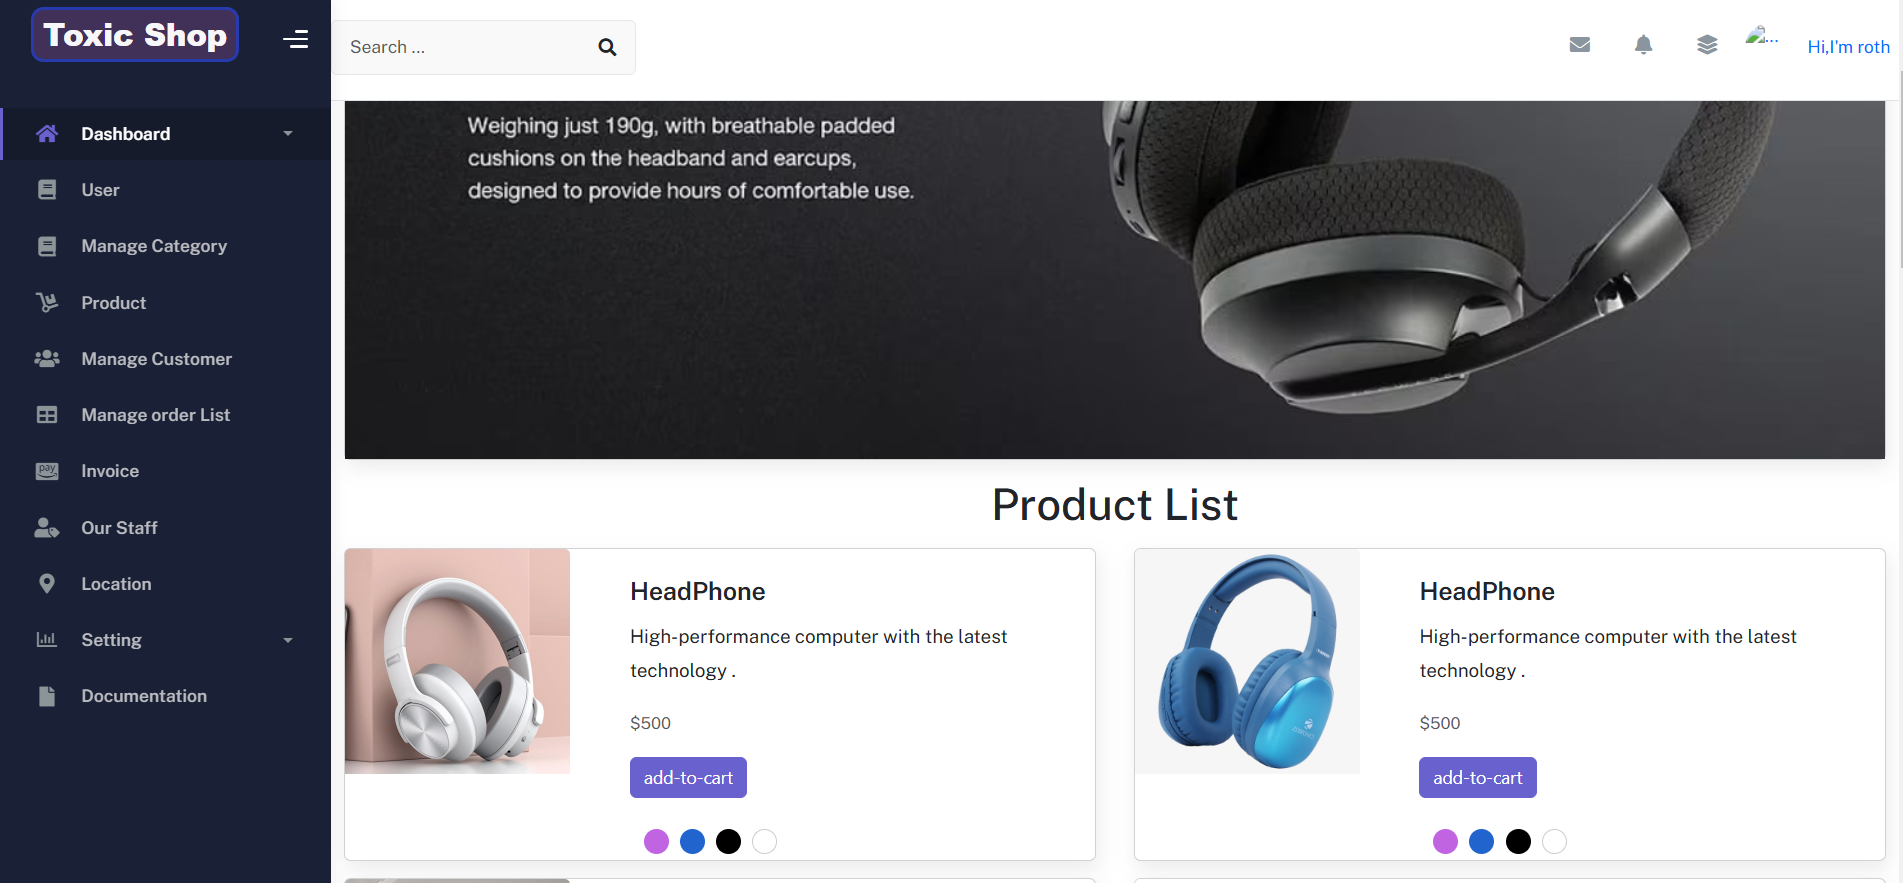 Toxic Shop
Search ...
...
Hi,I'm roth
Dashboard
User
Manage Category
Product
Manage Customer
Manage order List
pay
Invoice
Our Staff
Location
Setting
Documentation
Weighing just 190g, with breathable padded
cushions on the headband and earcups,
designed to provide hours of comfortable use.
Product List
HeadPhone
High-performance computer with the latest
technology .
$500
add-to-cart
HeadPhone
High-performance computer with the latest
technology .
$500
add-to-cart